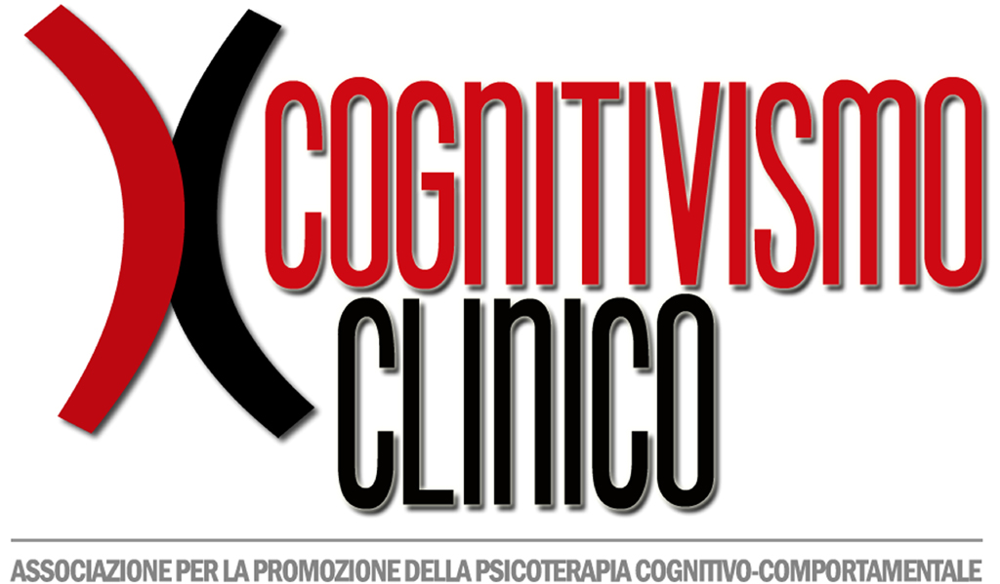 COGNITIVISMO
CLINICO
ASSOCIAZIONE PER LA PROMOZIONE DELLA PSICOTERAPIA COGNITIVO-COMPORTAMENTALE